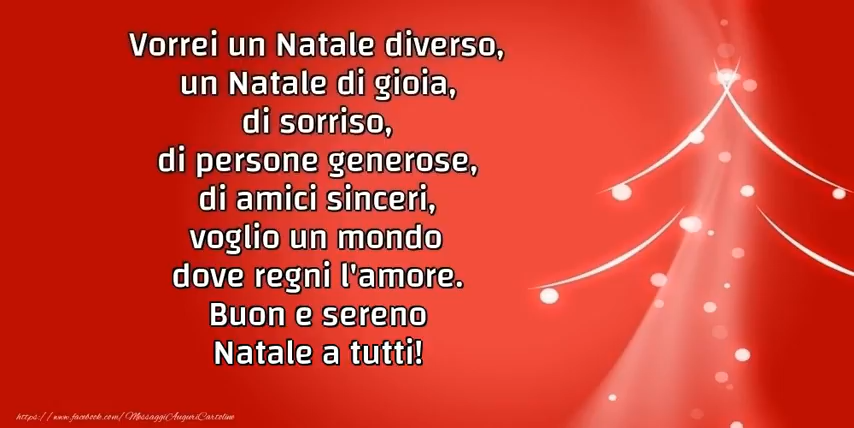 Vorrei un Natale diverso,
un Natale di gioia,
di sorriso,
di persone generose,
di amici sinceri,
voglio un mondo
dove regni l'amore.
Buon e sereno
Natale a tutti!
https://www.facebook.com/MessaggiAuguriCartoline